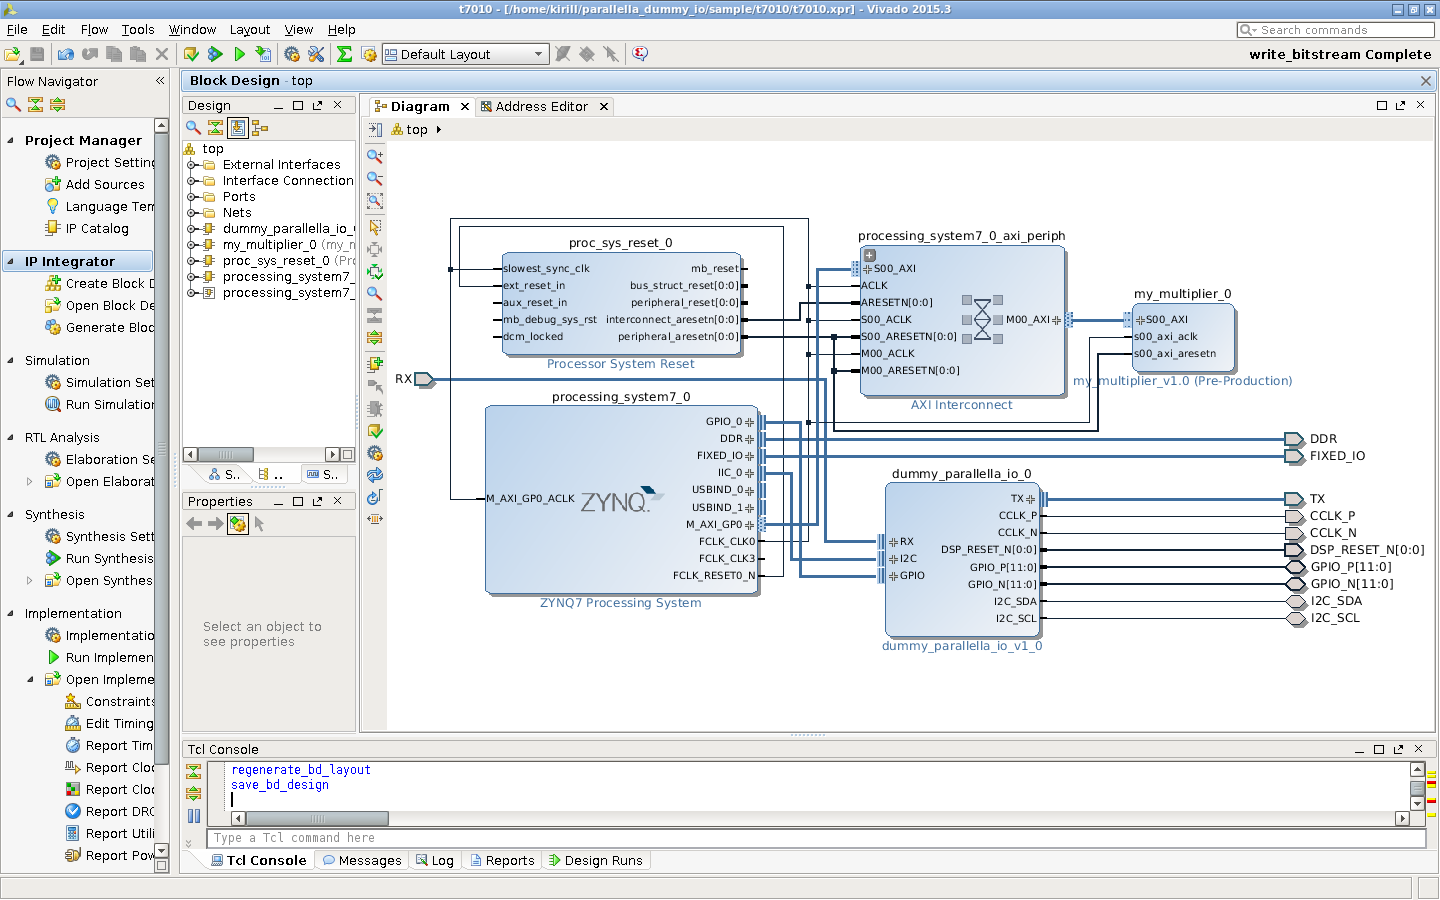 t7010 - [/home/kirill/parallella_dummy_io/sample/t7010/t7010.xpr] - Vivado 2015.3
File Edit Flow Tools Window Layout View Help
Search commands
Default Layout
write_bitstream Complete
Flow Navigator
Project Manager
Project Settin
Add Sources
Language Tem
IP Catalog
IP Integrator
Create Block D
Open Block De
Generate Bloc
Simulation
Simulation Set
Run Simulation
RTL Analysis
Elaboration Se
Open Elaborat
Synthesis
Synthesis Sett
Run Synthesis
Open Synthes
Implementation
Implementatio
Run Implemen
Open Impleme
Constraints
Edit Timing
Report Tim
Report Cloc
Report Cloc
Report DRC
Report Utili
Report Pow
Block Design - top
Design
top
External Interfaces
Interface Connection
Ports
Nets
dummy_parallella_io_
my_multiplier_0 (my_m
proc_sys_reset_0 (Pro
processing_system7_
processing_system7_
S..
..
S..
Properties
Select an object to
see properties
Diagram
Address Editor
top
proc_sys_reset_0
slowest_sync_clk
ext_reset_in
aux_reset_in
mb_debug_sys_rst
dcm_locked
mb_reset
bus_struct_reset[0:0]
peripheral_reset[0:0]
interconnect_aresetn[0:0]
peripheral_aresetn[0:0]
Processor System Reset
RX
processing_system7_0
M_AXI_GP0_ACLK
ZYNQ.
GPIO_0
DDR
FIXED_IO
IIC_0
USBIND_0
USBIND_1
M_AXI_GP0
FCLK_CLK0
FCLK_CLK3
FCLK_RESET0_N
ZYNQ7 Processing System
processing_system7_0_axi_periph
S00_AXI
ACLK
ARESETN[0:0]
S00_ACLK
S00_ARESETN[0:0]
M00_ACLK
M00_ARESETN[0:0]
M00_AXI
AXI Interconnect
my_multiplier_0
S00_AXI
s00_axi_aclk
s00_axi_aresetn
my_multiplier_v1.0 (Pre-Production)
dummy_parallella_io_0
RX
I2C
GPIO
TX
CCLK_P
CCLK_N
DSP_RESET_N[0:0]
GPIO_P[11:0]
GPIO_N[11:0]
I2C_SDA
I2C_SCL
dummy_parallella_io_v1_0
DDR
FIXED_IO
TX
CCLK_P
CCLK_N
DSP_RESET_N[0:0]
GPIO_P[11:0]
GPIO_N[11:0]
I2C_SDA
I2C_SCL
Tcl Console
regenerate_bd_layout
save_bd_design
Type a Tcl command here
Tcl Console
Messages
Log
Reports
Design Runs